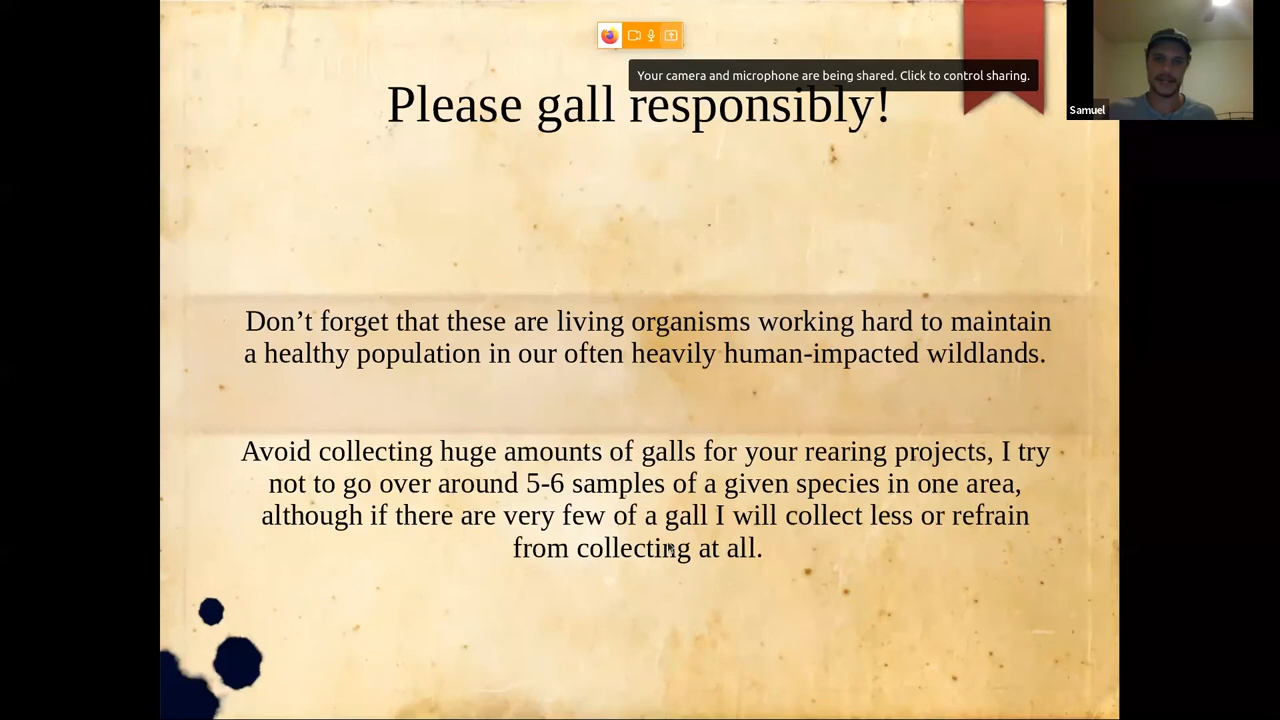 Your camera and microphone are being shared. Click to control sharing.
Please gall responsibly!
Samuel
Don’t forget that these are living organisms working hard to maintain
a healthy population in our often heavily human-impacted wildlands.
Avoid collecting huge amounts of galls for your rearing projects, I try
not to go over around 5-6 samples of a given species in one area,
although if there are very few of a gall I will collect less or refrain
from collecting at all.